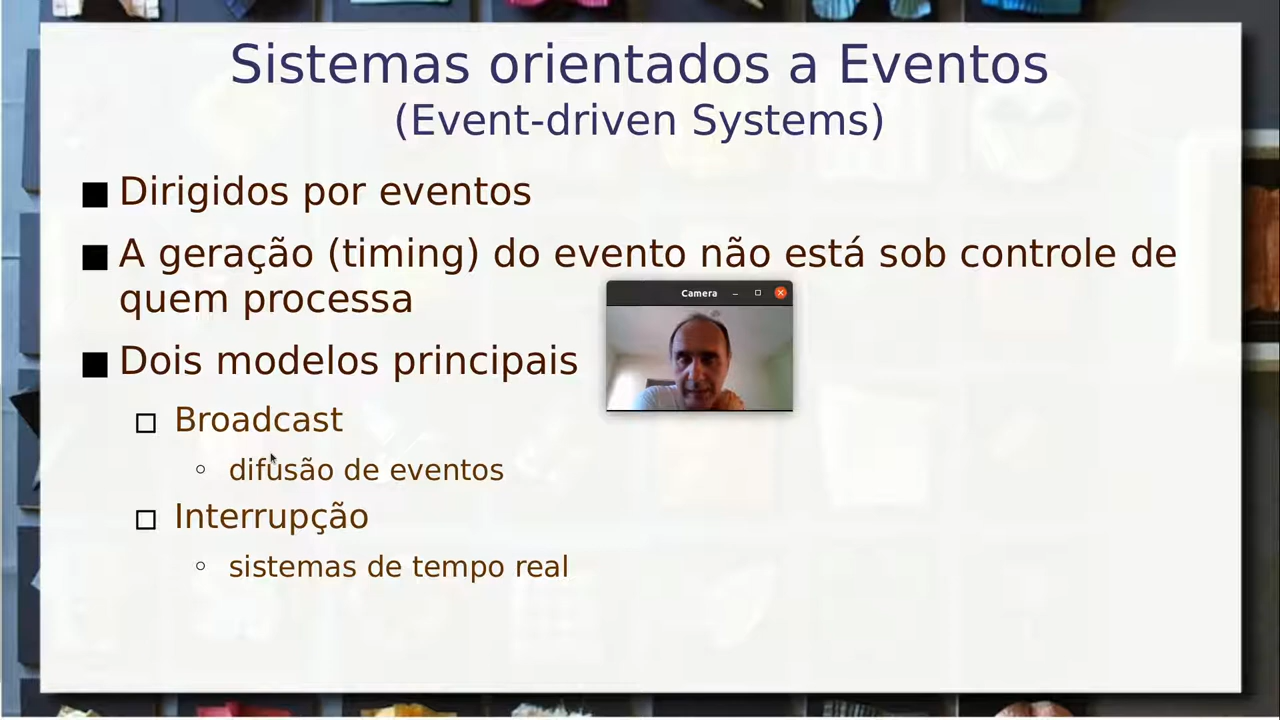 Sistemas orientados a Eventos
(Event-driven Systems)
Dirigidos por eventos
A geração (timing) do evento não está sob controle de
quem processa
Dois modelos principais
Camera
Broadcast
difusão de eventos
Interrupção
sistemas de tempo real